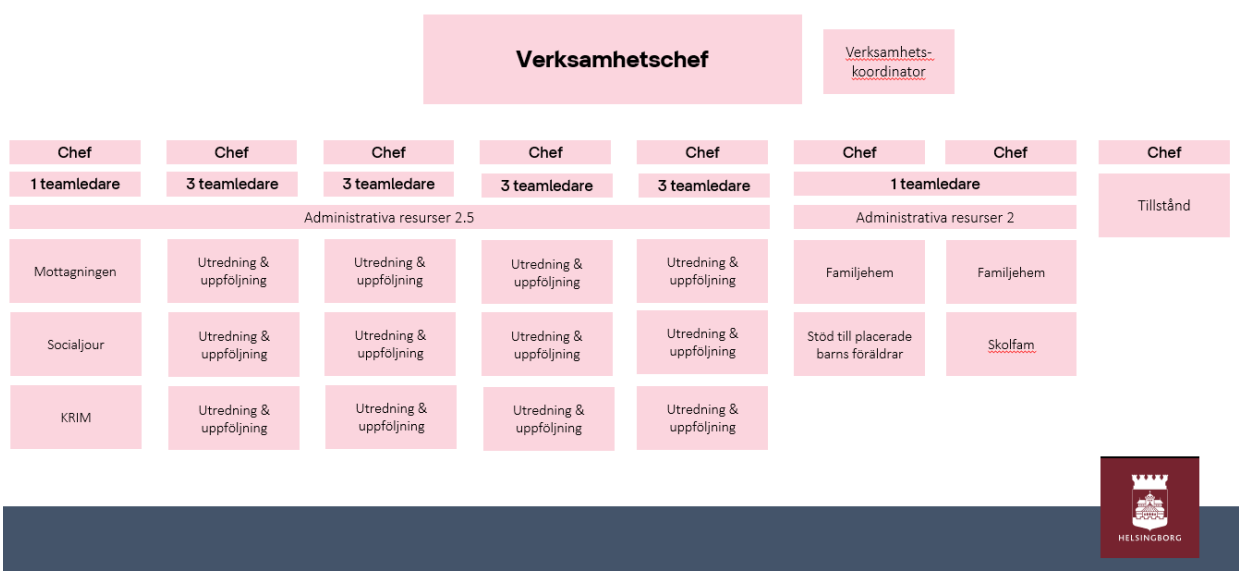 Verksamhetschef
Verksamhets-
koordinator
Chef
Chef
Chef
Chef
Chef
Chef
Chef
Chef
1 teamledare
3 teamledare
3 teamledare
3 teamledare
3 teamledare
1 teamledare
Tillstånd
Administrativa resurser 2.5
Administrativa resurser 2
Mottagningen
Utredning &
uppföljning
Utredning &
uppföljning
Utredning &
uppföljning
Utredning &
uppföljning
Familjehem
Familjehem
Socialjour
Utredning &
uppföljning
Utredning &
uppföljning
Utredning &
uppföljning
Utredning &
uppföljning
Stöd till placerade
barns föräldrar
Skolfam
KRIM
Utredning &
uppföljning
Utredning &
uppföljning
Utredning &
uppföljning
Utredning &
uppföljning
HELSINGBORG